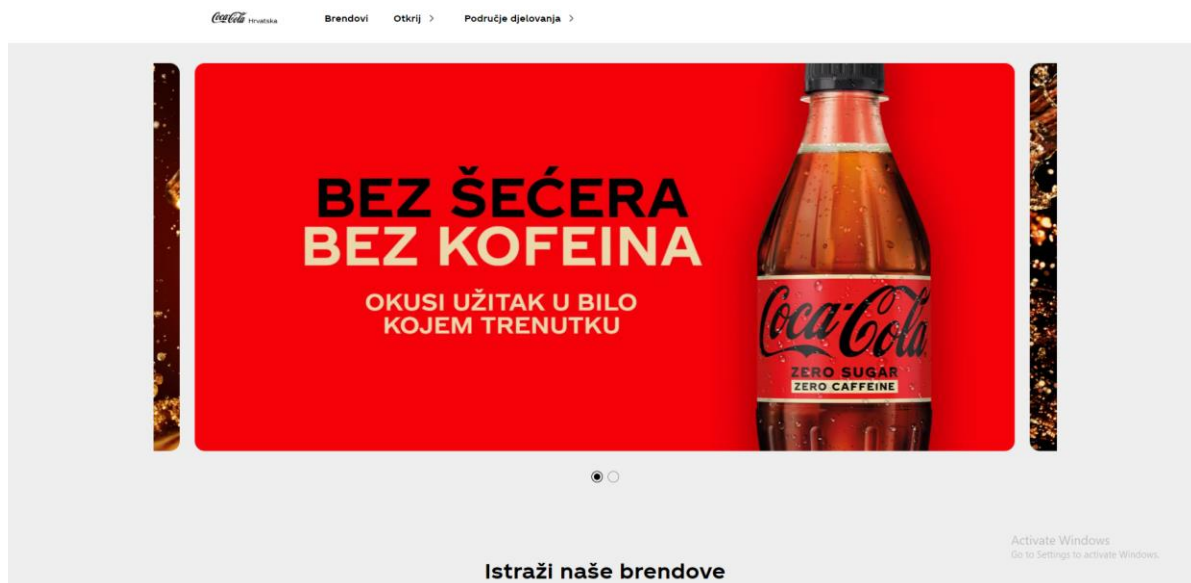 Coca-Cola Hrvatska Brendovi Otkrij > Područje djelovanja >
BEZ ŠEĆERA
BEZ KOFEINA
OKUSI UŽITAK U BILO
KOJEM TRENUTKU
Coca-Cola
ZERO SUGAR
ZERO CAFFEINE
Activate Windows
Go to Settings to activate Windows.
Istraži naše brendove